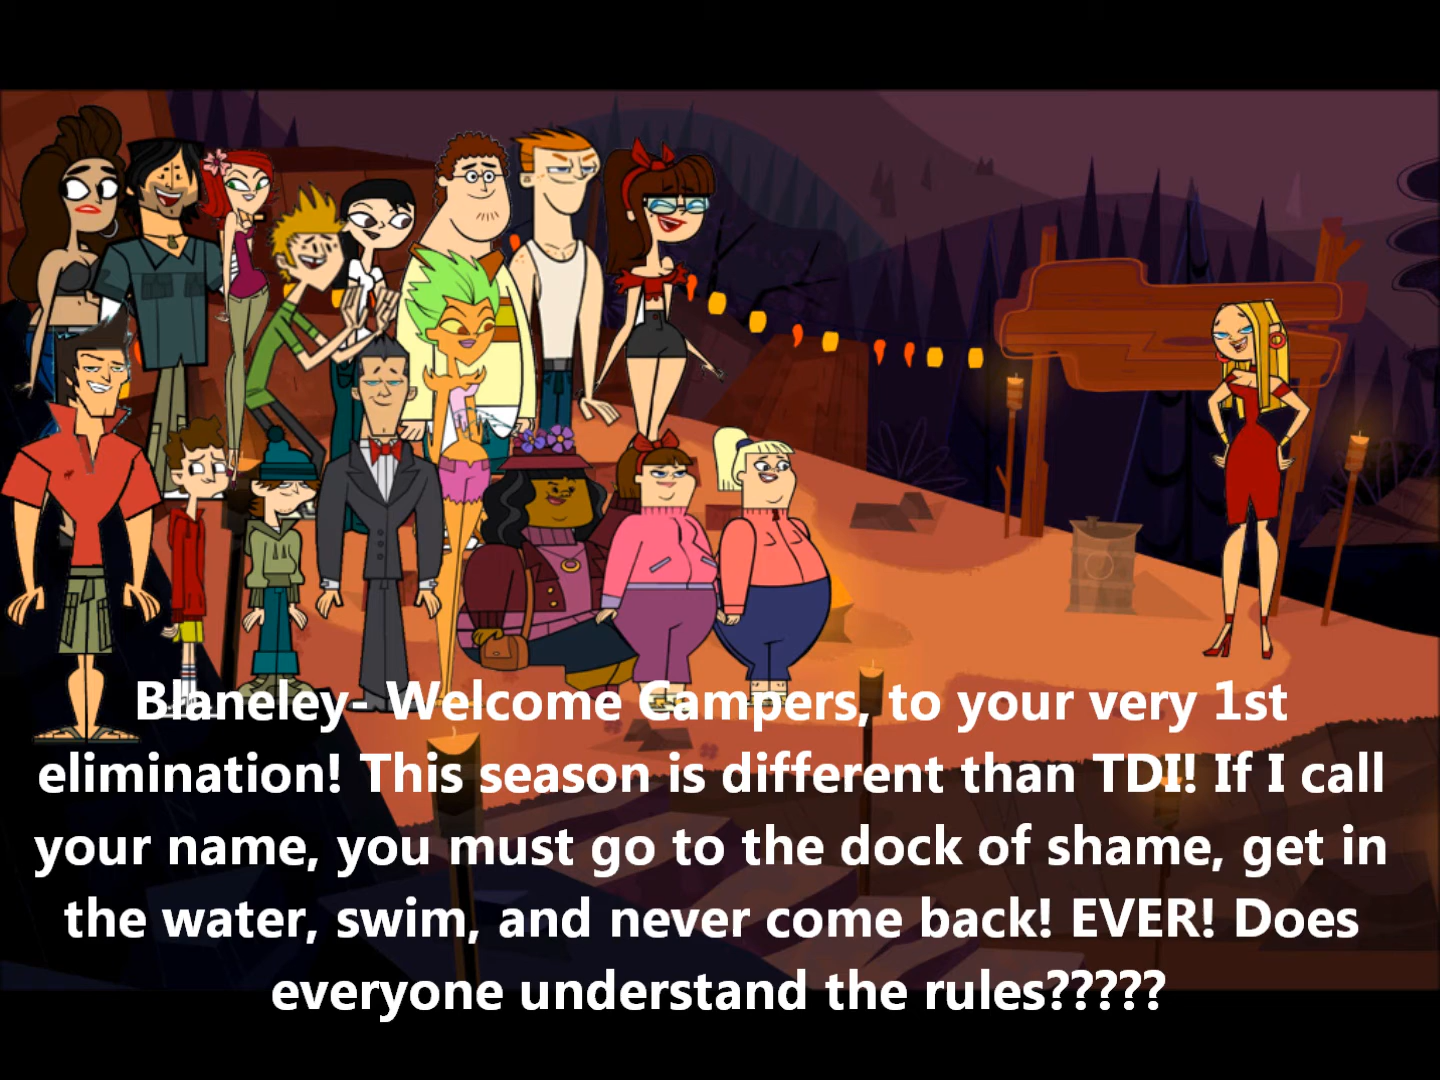 Blaneley- Welcome Campers, to your very 1st
elimination! This season is different than TDI! If I call
your name, you must go to the dock of shame, get in
the water, swim, and never come back! EVER! Does
everyone understand the rules?????